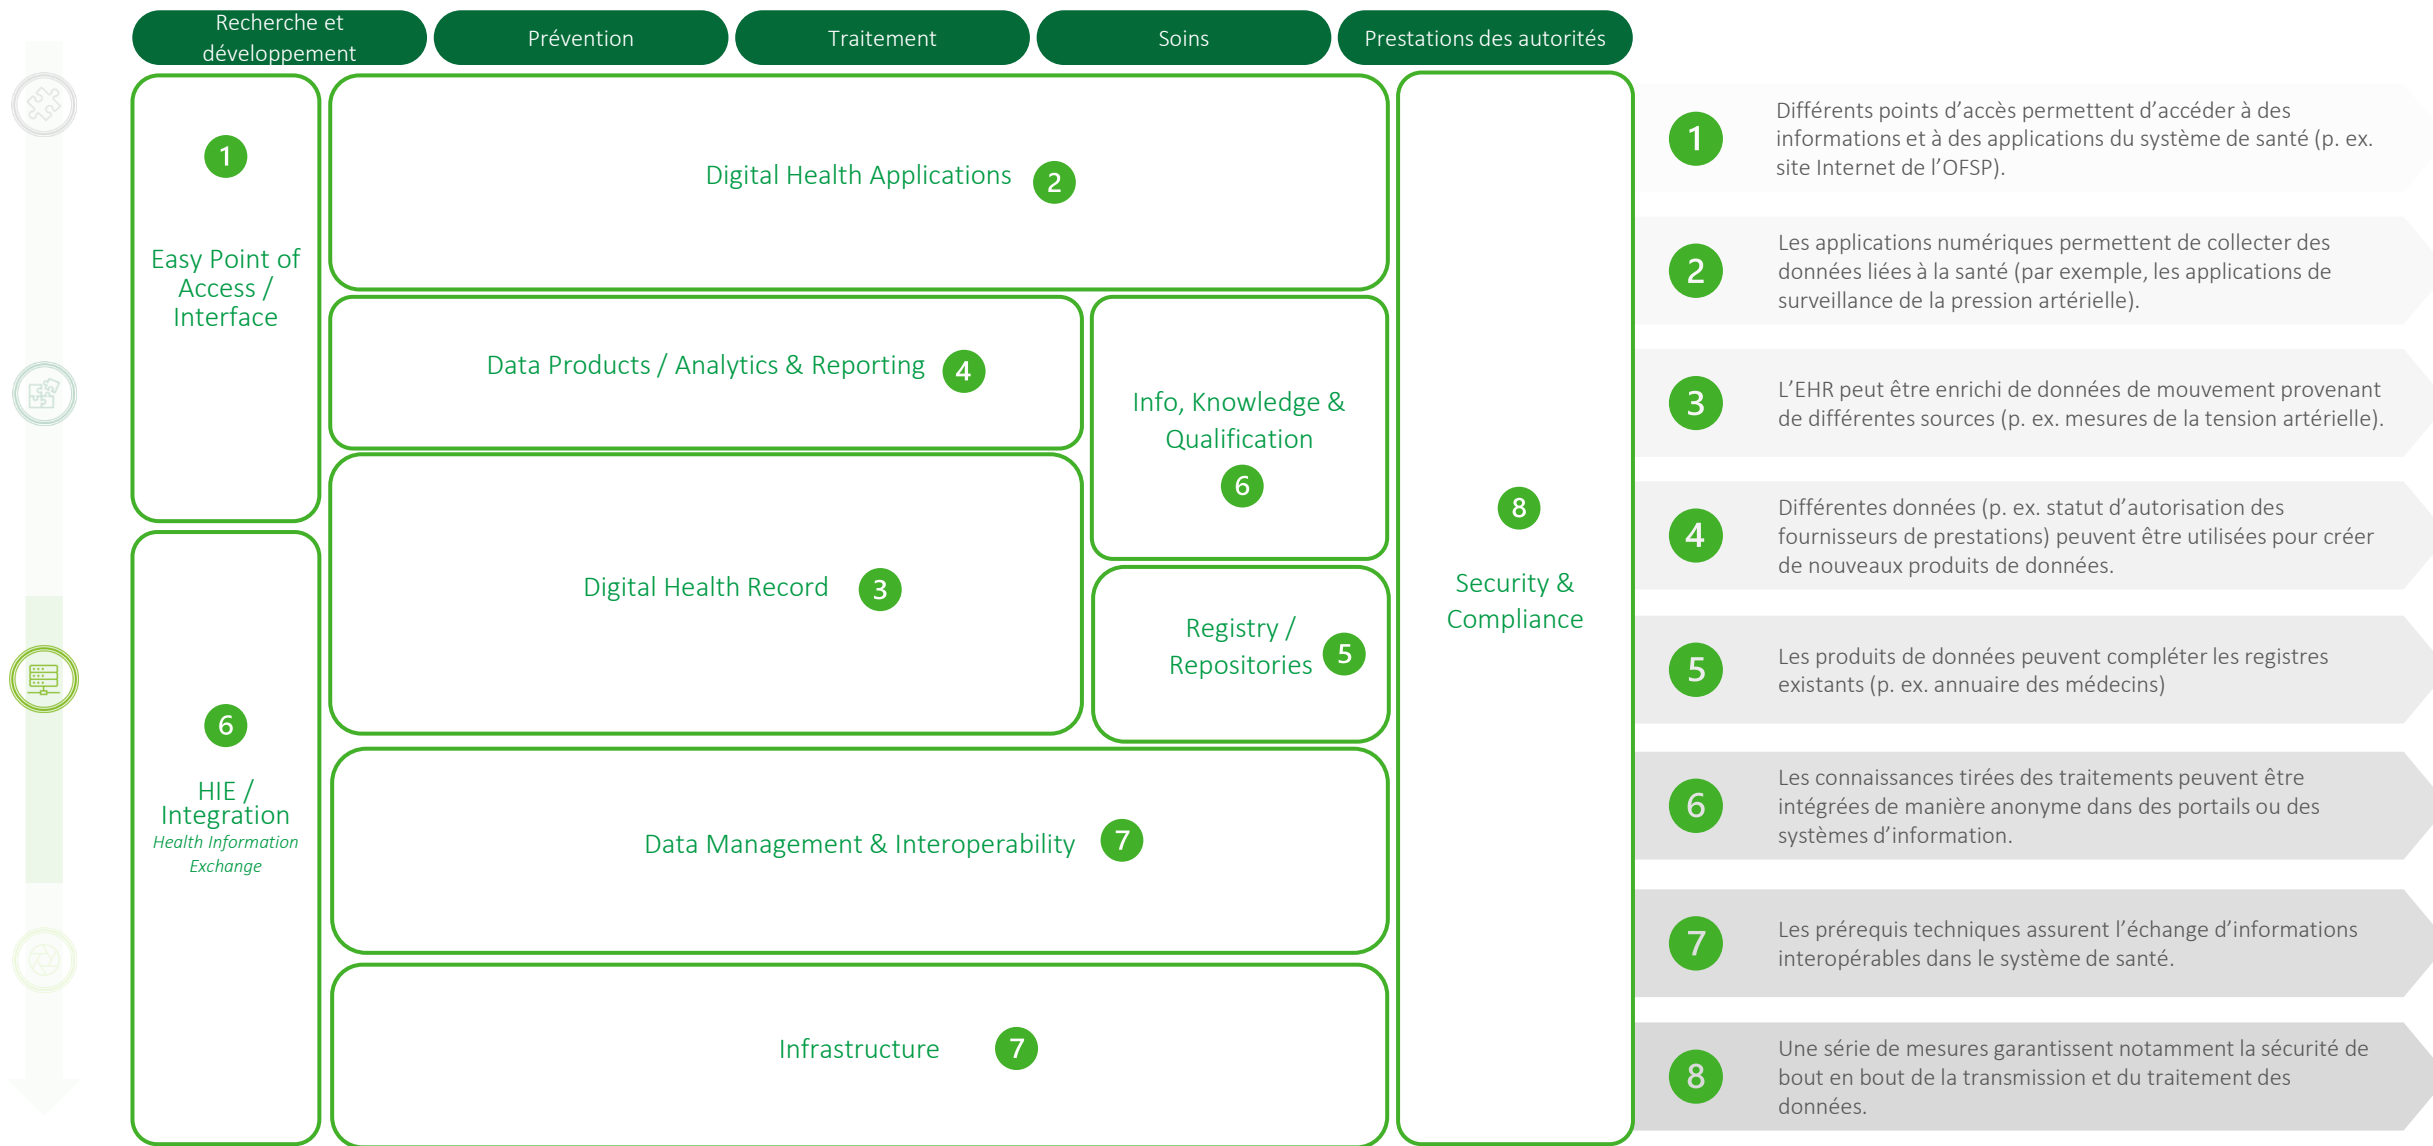 Recherche et
développement
Prévention
Traitement
Soins
Prestations des autorités
1
Easy Point of
Access /
Interface
Digital Health Applications 2
Data Products / Analytics & Reporting 4
Info, Knowledge &
Qualification
6
Digital Health Record 3
Registry /
Repositories 5
8
Security &
Compliance
6
HIE /
Integration
Health Information
Exchange
Data Management & Interoperability 7
Infrastructure 7
1
Différents points d’accès permettent d’accéder à des
informations et à des applications du système de santé (p. ex.
site Internet de l’OFSP).
2
Les applications numériques permettent de collecter des
données liées à la santé (par exemple, les applications de
surveillance de la pression artérielle).
3
L’EHR peut être enrichi de données de mouvement provenant
de différentes sources (p. ex. mesures de la tension artérielle).
4
Différentes données (p. ex. statut d’autorisation des
fournisseurs de prestations) peuvent être utilisées pour créer
de nouveaux produits de données.
5
Les produits de données peuvent compléter les registres
existants (p. ex. annuaire des médecins)
6
Les connaissances tirées des traitements peuvent être
intégrées de manière anonyme dans des portails ou des
systèmes d’information.
7
Les prérequis techniques assurent l’échange d’informations
interopérables dans le système de santé.
8
Une série de mesures garantissent notamment la sécurité de
bout en bout de la transmission et du traitement des
données.